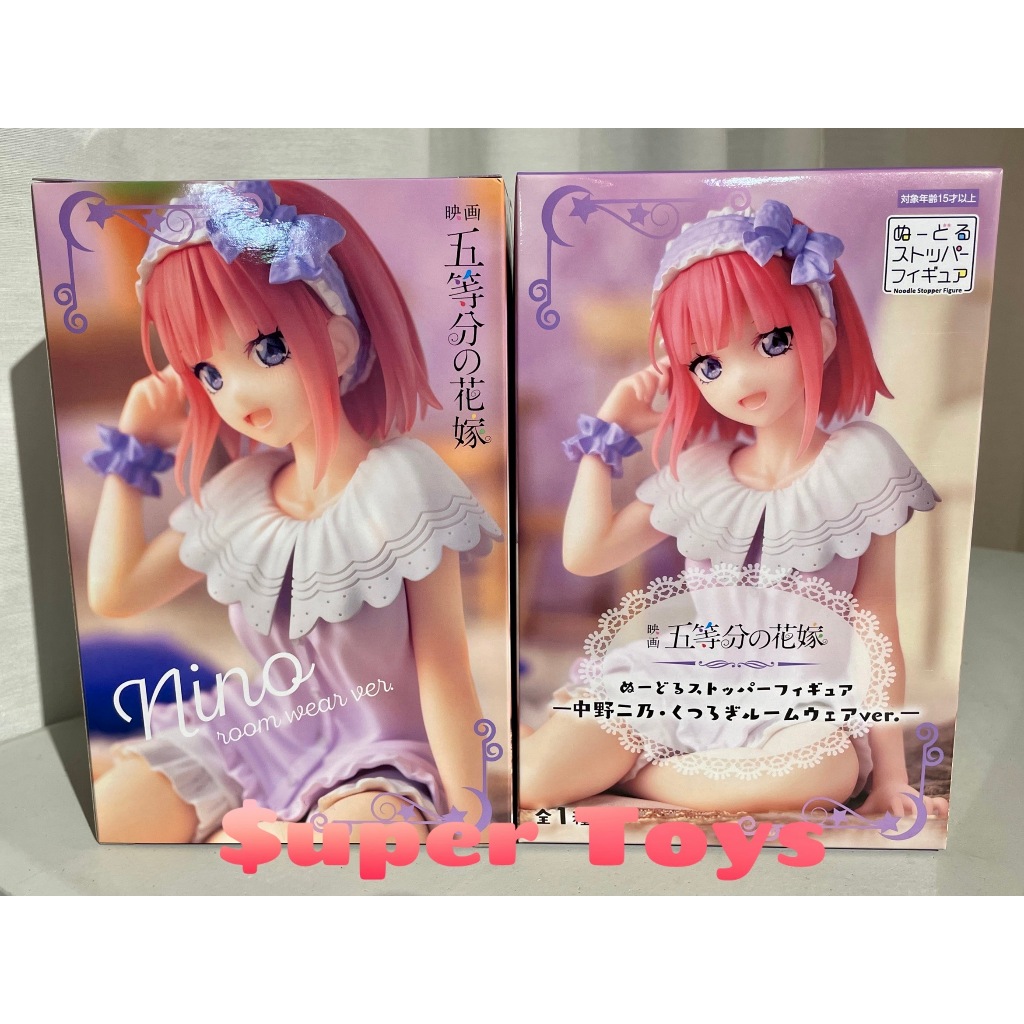 映画
五等分の花嫁
Nino
room wear ver.
対象年齢15才以上
ぬーどる
ストッパー
フィギュア
Noodle Stopper Figure
映画
五等分の花嫁
ぬーどるストッパーフィギュア
ー中野二乃・くつろぎルームウェアver.ー
全1種
$uper Toys